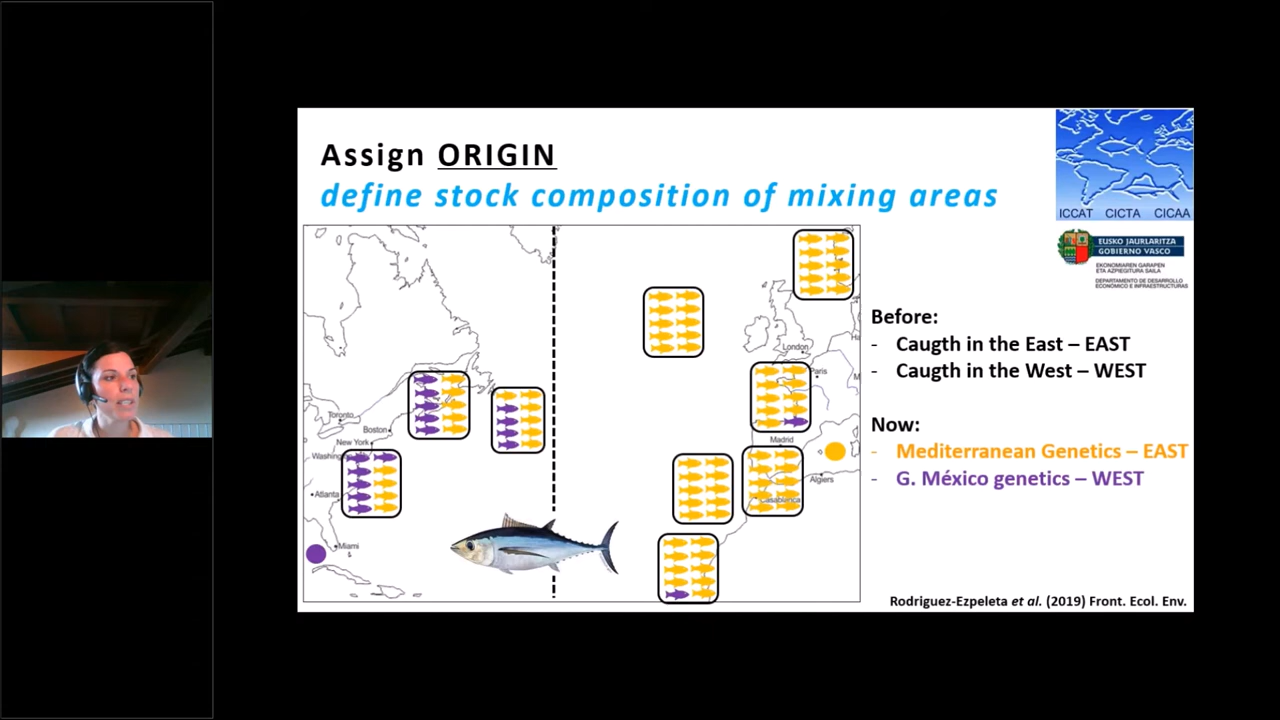 Assign ORIGIN
define stock composition of mixing areas
ICCAT CICTA CICAA
EUSKO JAURLARITZA
GOBIERNO VASCO
EKONOMIAREN GARAPEN
ETA AZPIEGITURA SAILA
DEPARTAMENTO DE DESARROLLO
ECONÓMICO E INFRAESTRUCTURAS
Before:
- Caugth in the East – EAST
- Caugth in the West – WEST
Now:
- Mediterranean Genetics – EAST
- G. México genetics – WEST
London
Paris
Toronto
Boston
New York
Madrid
Algiers
Atlanta
Casablanca
Miami
Rodriguez-Ezpeleta et al. (2019) Front. Ecol. Env.